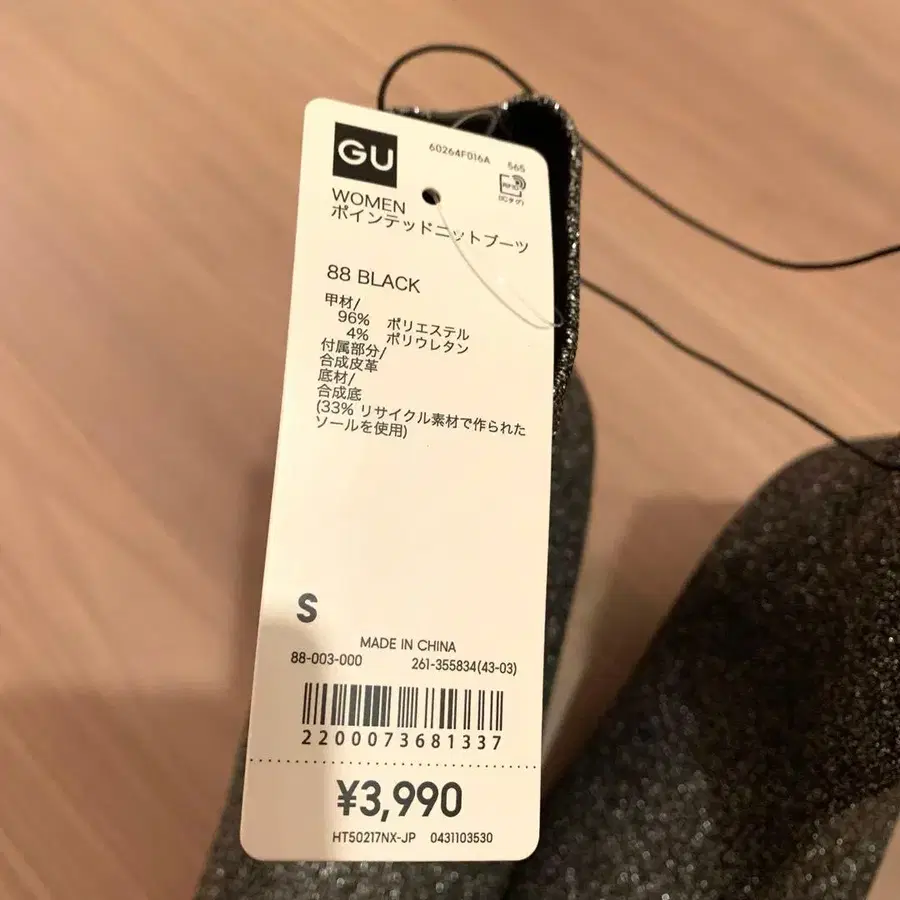 GU
60264F016A 565
RFID
(ICタグ)
WOMEN
ポインテッドニットブーツ
88 BLACK
甲材/
96% ポリエステル
4% ポリウレタン
付属部分/
合成皮革
底材/
合成底
(33% リサイクル素材で作られた
ソールを使用)
S
MADE IN CHINA
88-003-000 261-355834(43-03)
2200073681337
¥3,990
HT50217NX-JP 0431103530